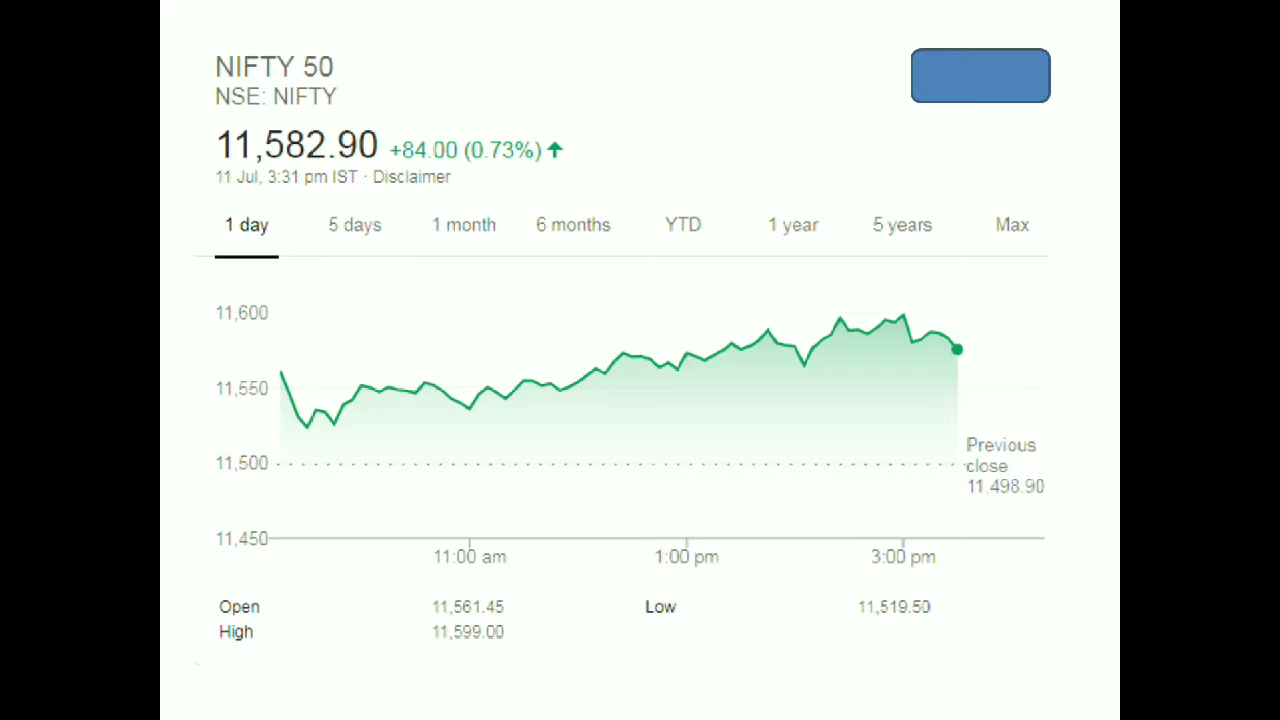 NIFTY 50
NSE: NIFTY
11,582.90 +84.00 (0.73%)
11 Jul, 3:31 pm IST · Disclaimer
1 day 5 days 1 month 6 months YTD 1 year 5 years Max
11,600
11,550
11,500
Previous
close
11,498.90
11,450
11:00 am 1:00 pm 3:00 pm
Open 11,561.45 Low 11,519.50
High 11,599.00